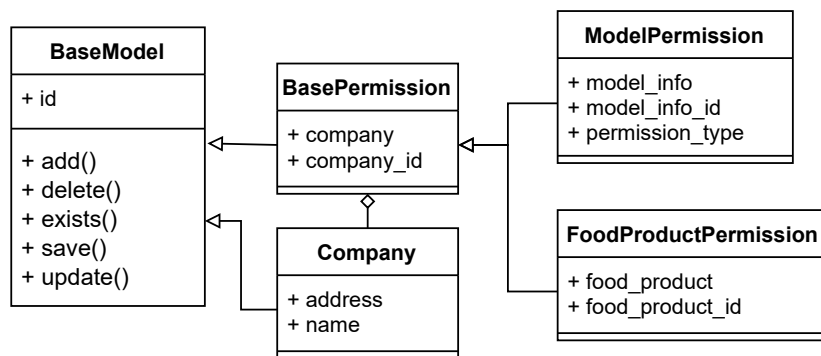 BaseModel
+ id
+ add()
+ delete()
+ exists()
+ save()
+ update()
BasePermission
+ company
+ company_id
Company
+ address
+ name
ModelPermission
+ model_info
+ model_info_id
+ permission_type
FoodProductPermission
+ food_product
+ food_product_id